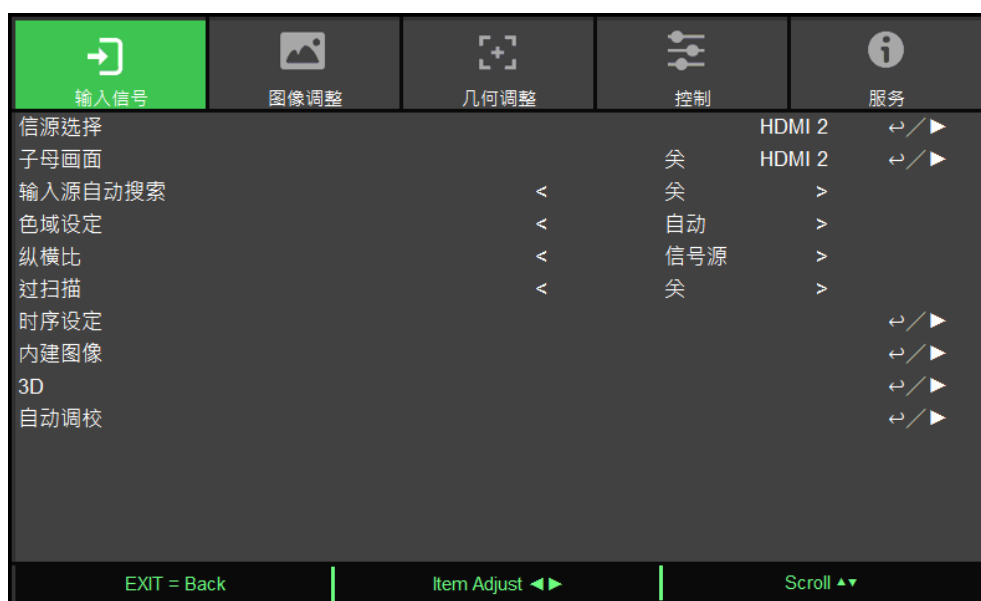 输入信号 图像调整 几何调整 控制 服务
信源选择 HDMI 2 ↩／▶
子母画面 关 HDMI 2 ↩／▶
输入源自动搜索 < 关 >
色域设定 < 自动 >
纵横比 < 信号源 >
过扫描 < 关 >
时序设定 ↩／▶
内建图像 ↩／▶
3D ↩／▶
自动调校 ↩／▶
EXIT = Back Item Adjust ◀▶ Scroll ▲▼